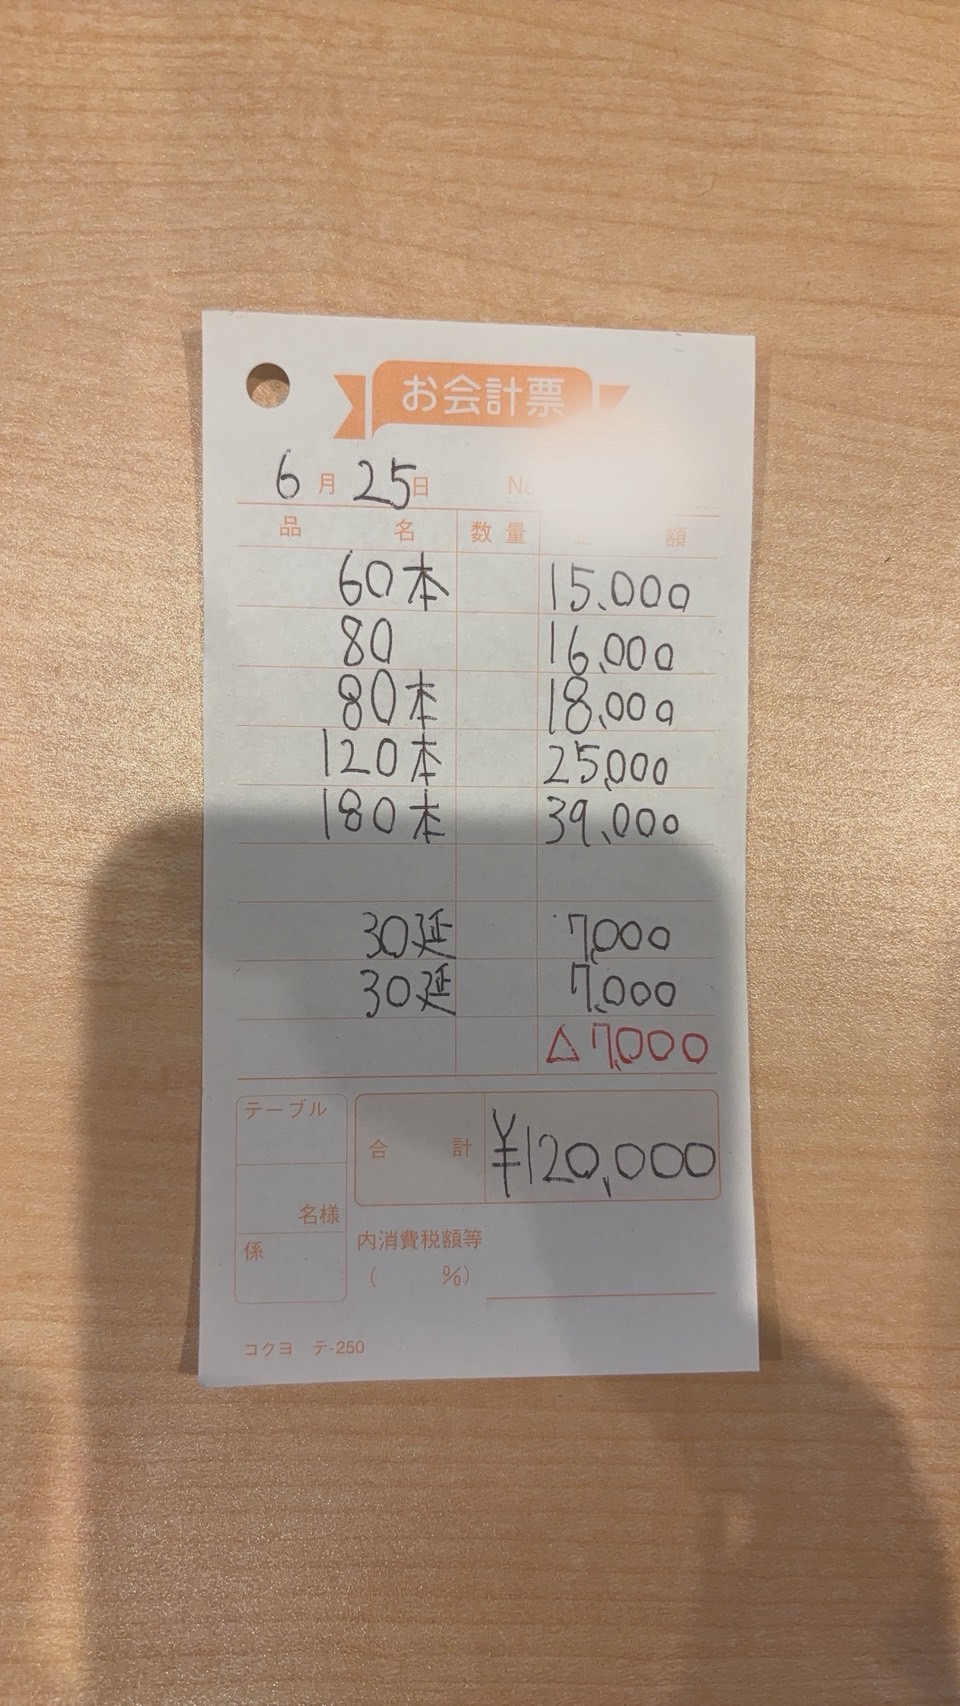 お会計票
6月25日 No
品名 数量 金額
60本 15,000
80 16,000
80本 18,000
120本 25,000
180本 39,000
30延 7,000
30延 7,000
△7,000
テーブル
合計 ¥120,000
名様
係
内消費税額等
( %)
コクヨ テ-250